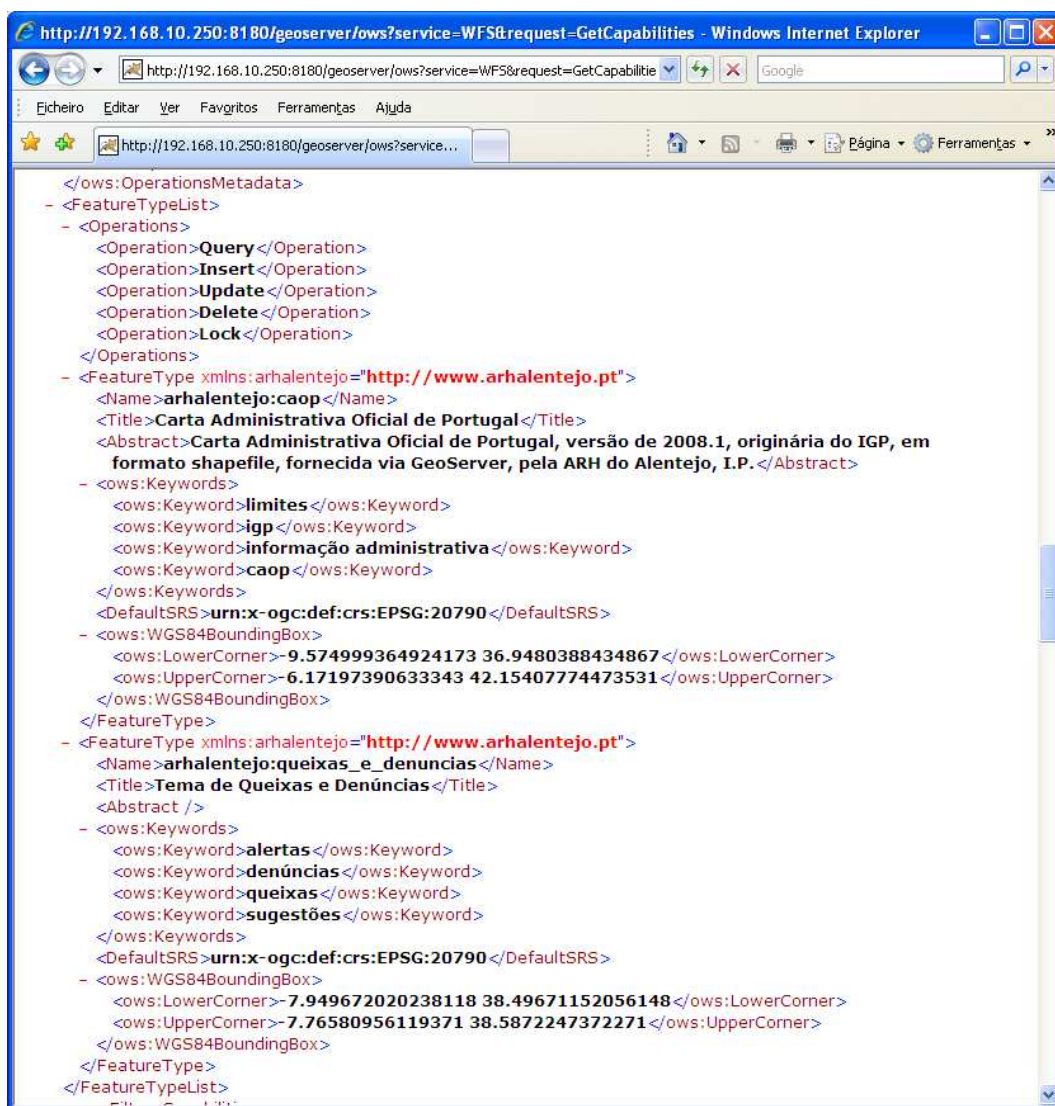 http://192.168.10.250:8180/geoserver/ows?service=WFS&request=GetCapabilities - Windows Internet Explorer
http://192.168.10.250:8180/geoserver/ows?service=WFS&request=GetCapabilitie
Google
Ficheiro Editar Ver Favoritos Ferramentas Ajuda
http://192.168.10.250:8180/geoserver/ows?service...
Página Ferramentas »
</ows:OperationsMetadata>
- <FeatureTypeList>
- <Operations>
<Operation>Query</Operation>
<Operation>Insert</Operation>
<Operation>Update</Operation>
<Operation>Delete</Operation>
<Operation>Lock</Operation>
</Operations>
- <FeatureType xmlns:arhalentejo="http://www.arhalentejo.pt">
<Name>arhalentejo:caop</Name>
<Title>Carta Administrativa Oficial de Portugal</Title>
<Abstract>Carta Administrativa Oficial de Portugal, versão de 2008.1, originária do IGP, em
formato shapefile, fornecida via GeoServer, pela ARH do Alentejo, I.P.</Abstract>
- <ows:Keywords>
<ows:Keyword>limites</ows:Keyword>
<ows:Keyword>igp</ows:Keyword>
<ows:Keyword>informação administrativa</ows:Keyword>
<ows:Keyword>caop</ows:Keyword>
</ows:Keywords>
<DefaultSRS>urn:x-ogc:def:crs:EPSG:20790</DefaultSRS>
- <ows:WGS84BoundingBox>
<ows:LowerCorner>-9.574999364924173 36.9480388434867</ows:LowerCorner>
<ows:UpperCorner>-6.17197390633343 42.15407774473531</ows:UpperCorner>
</ows:WGS84BoundingBox>
</FeatureType>
- <FeatureType xmlns:arhalentejo="http://www.arhalentejo.pt">
<Name>arhalentejo:queixas_e_denuncias</Name>
<Title>Tema de Queixas e Denúncias</Title>
<Abstract />
- <ows:Keywords>
<ows:Keyword>alertas</ows:Keyword>
<ows:Keyword>denúncias</ows:Keyword>
<ows:Keyword>queixas</ows:Keyword>
<ows:Keyword>sugestões</ows:Keyword>
</ows:Keywords>
<DefaultSRS>urn:x-ogc:def:crs:EPSG:20790</DefaultSRS>
- <ows:WGS84BoundingBox>
<ows:LowerCorner>-7.949672020238118 38.49671152056148</ows:LowerCorner>
<ows:UpperCorner>-7.76580956119371 38.5872247372271</ows:UpperCorner>
</ows:WGS84BoundingBox>
</FeatureType>
</FeatureTypeList>